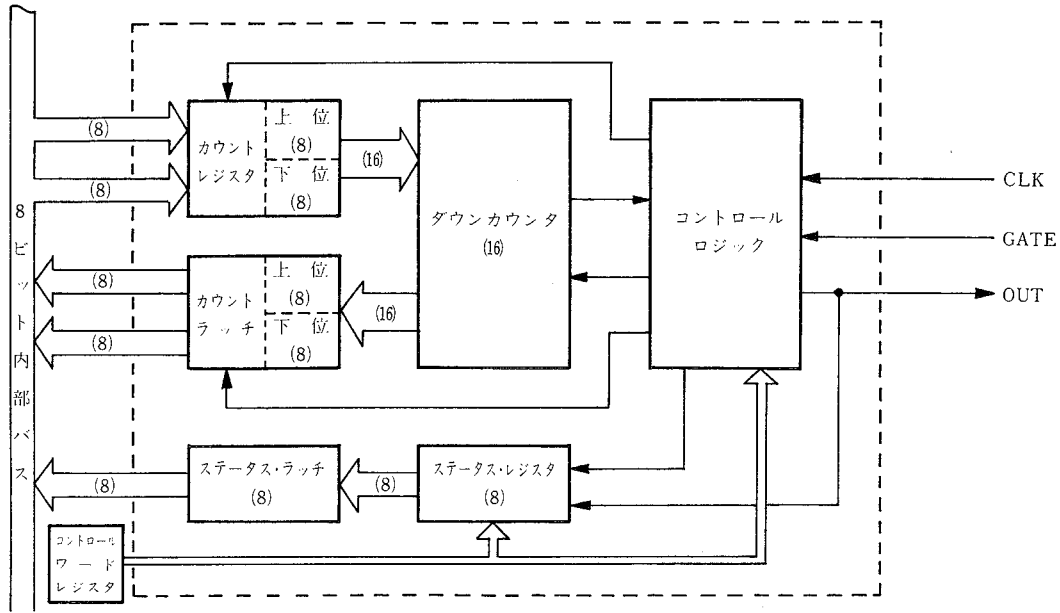 8ビット内部バス
(8)
(8)
カウント
レジスタ
上位
(8)
下位
(8)
(16)
ダウンカウンタ
(16)
コントロール
ロジック
CLK
GATE
OUT
(8)
(8)
カウント
ラッチ
上位
(8)
下位
(8)
(16)
(8)
ステータス・ラッチ
(8)
(8)
ステータス・レジスタ
(8)
コントロール
ワード
レジスタ